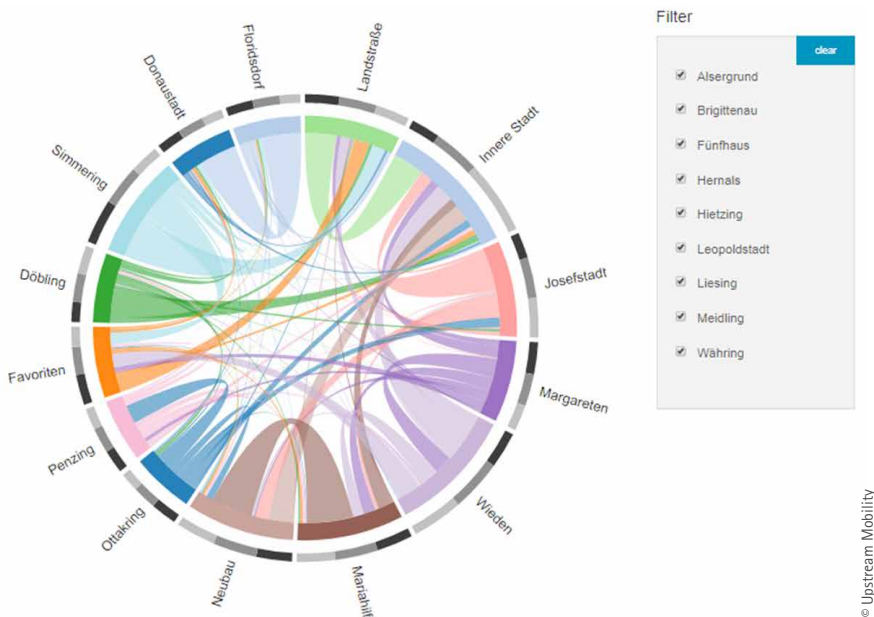 Filter
clear
Alsergrund
Brigittenau
Fünfhaus
Hernals
Hietzing
Leopoldstadt
Liesing
Meidling
Währing
Landstraße
Innere Stadt
Josefstadt
Margareten
Wieden
Mariahilf
Neubau
Ottakring
Penzing
Favoriten
Döbling
Simmering
Donaustadt
Floridsdorf
© Upstream Mobility